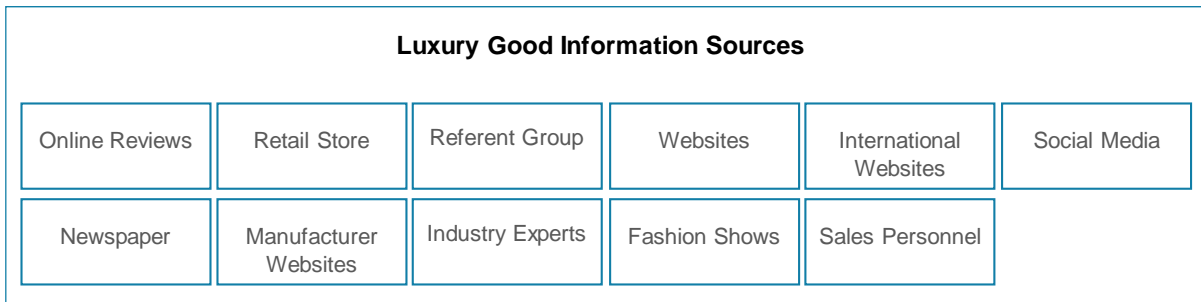 Luxury Good Information Sources
Online Reviews
Retail Store
Referent Group
Websites
International
Websites
Social Media
Newspaper
Manufacturer
Websites
Industry Experts
Fashion Shows
Sales Personnel